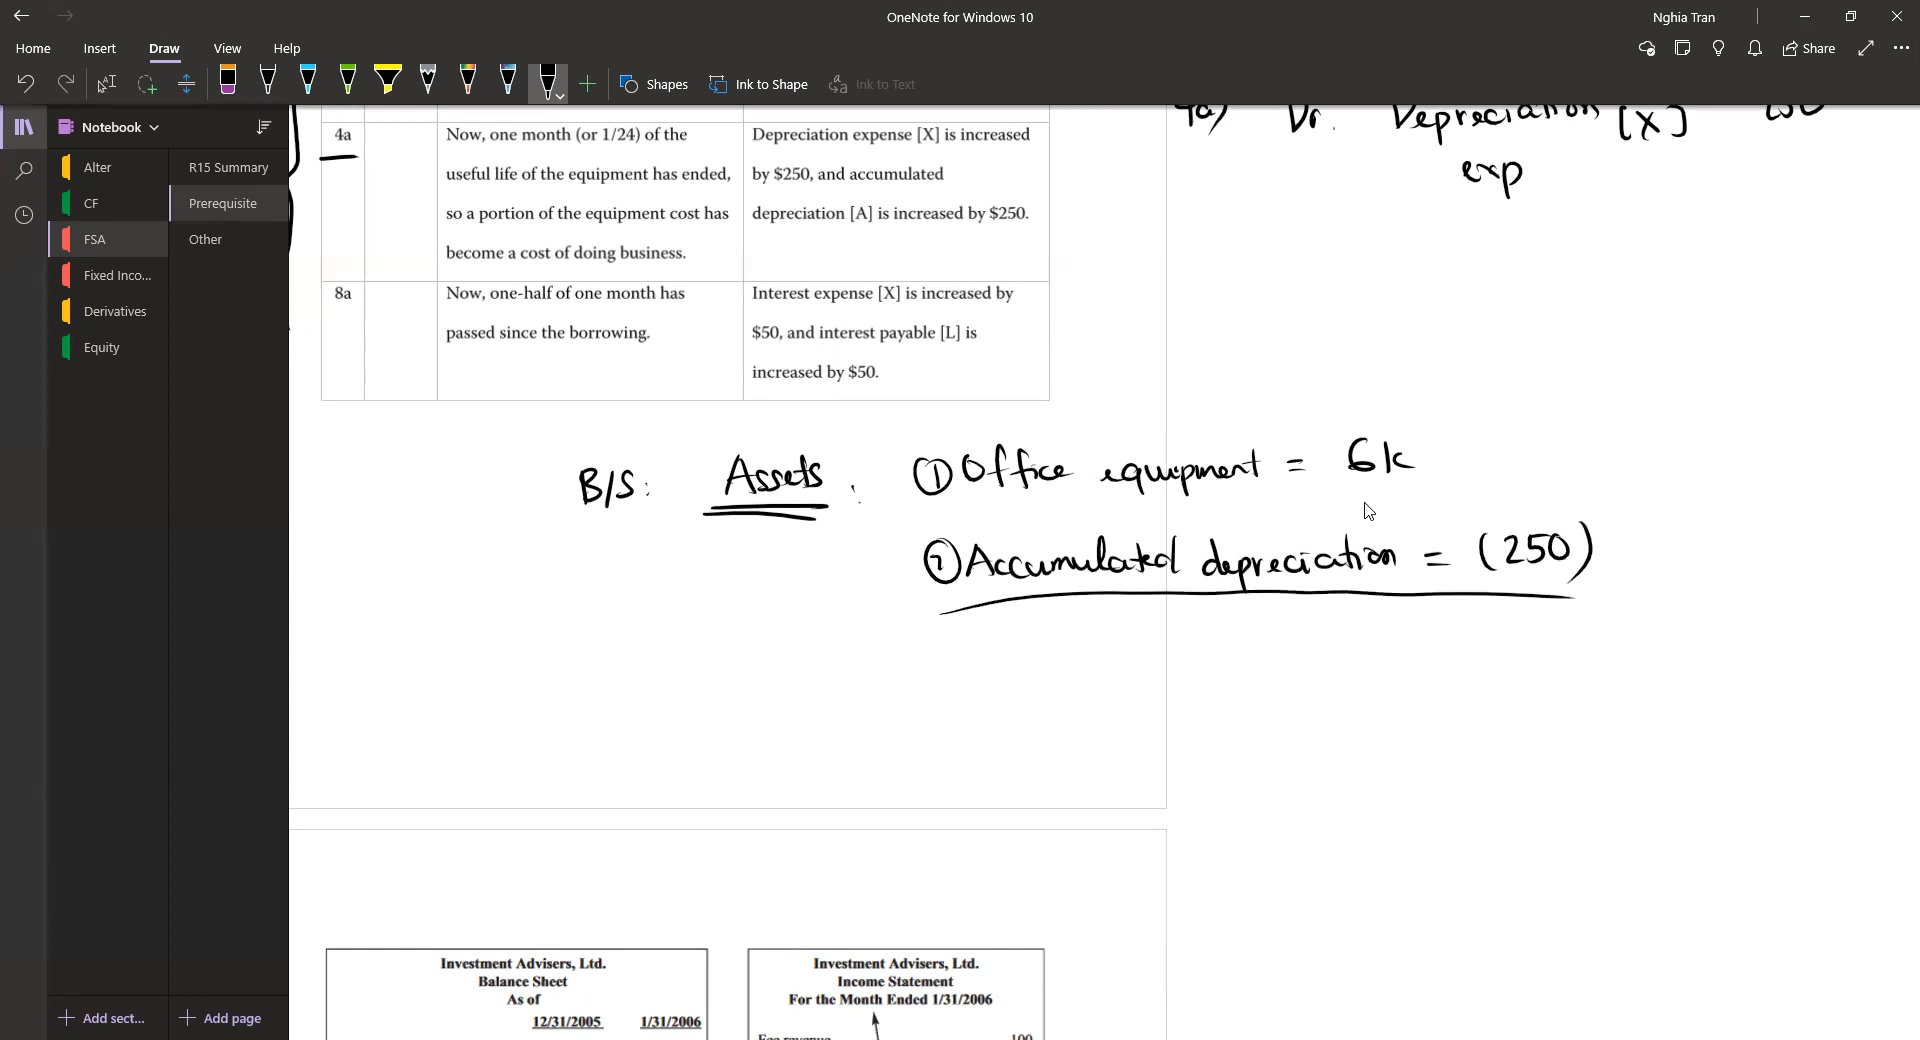 OneNote for Windows 10
Nghia Tran
Home Insert Draw View Help
Share
Shapes Ink to Shape Ink to Text
Notebook
Alter
CF
FSA
Fixed Inco...
Derivatives
Equity
R15 Summary
Prerequisite
Other
Add sect...
Add page
4a Now, one month (or 1/24) of the Depreciation expense [X] is increased
useful life of the equipment has ended, by $250, and accumulated
so a portion of the equipment cost has depreciation [A] is increased by $250.
become a cost of doing business.
8a Now, one-half of one month has Interest expense [X] is increased by
passed since the borrowing. $50, and interest payable [L] is
increased by $50.
4a) Dr. Depreciation [X]
exp
B/S: Assets : ① Office equipment = 6k
② Accumulated depreciation = (250)
Investment Advisers, Ltd.
Balance Sheet
As of
12/31/2005 1/31/2006
Investment Advisers, Ltd.
Income Statement
For the Month Ended 1/31/2006
Fee revenue 100